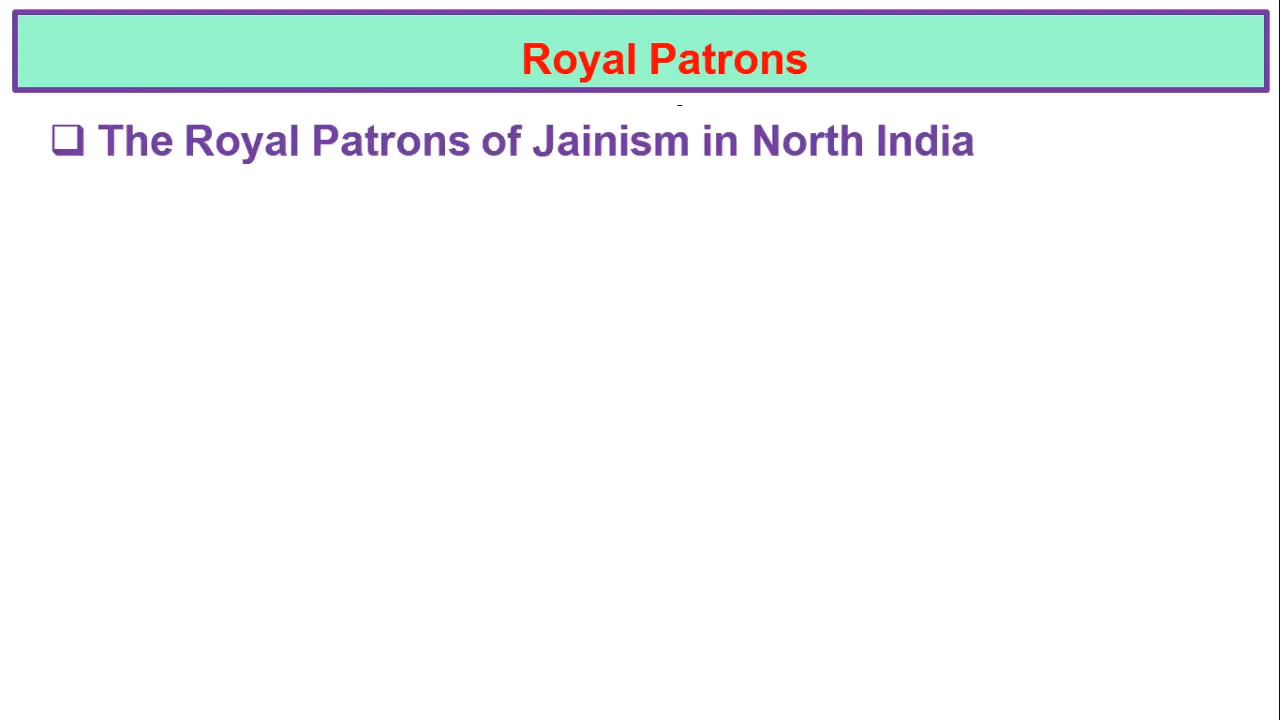 Royal Patrons
❑ The Royal Patrons of Jainism in North India